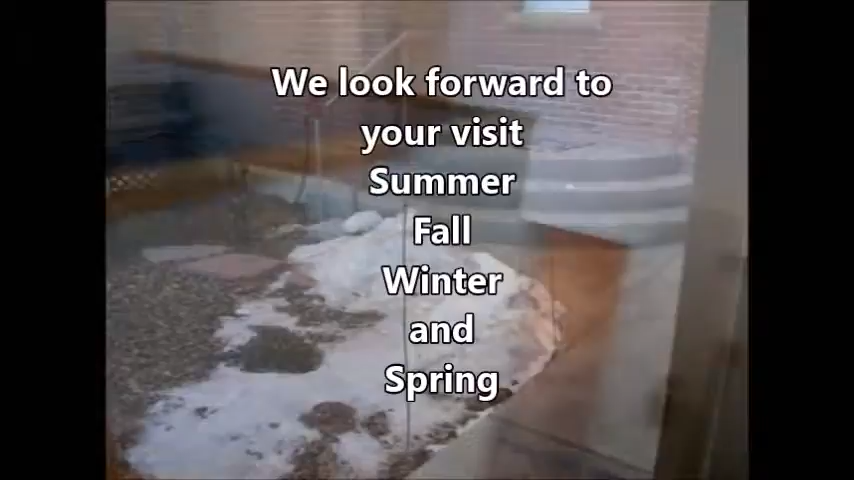 We look forward to
your visit
Summer
Fall
Winter
and
Spring